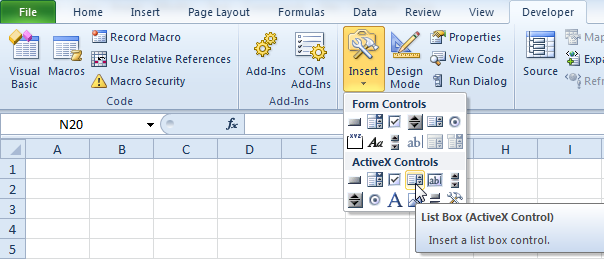 File Home Insert Page Layout Formulas Data Review View Developer
Visual Basic
Macros
Record Macro
Use Relative References
Macro Security
Code
Add-Ins
COM Add-Ins
Add-Ins
Insert
Design Mode
Properties
View Code
Run Dialog
Source
Map
Expa
Refr
Form Controls
XYZ Aa ab|
ActiveX Controls
ab|
A
N20 fx
A B C D E H I
1
2
3
4
5
List Box (ActiveX Control)
Insert a list box control.